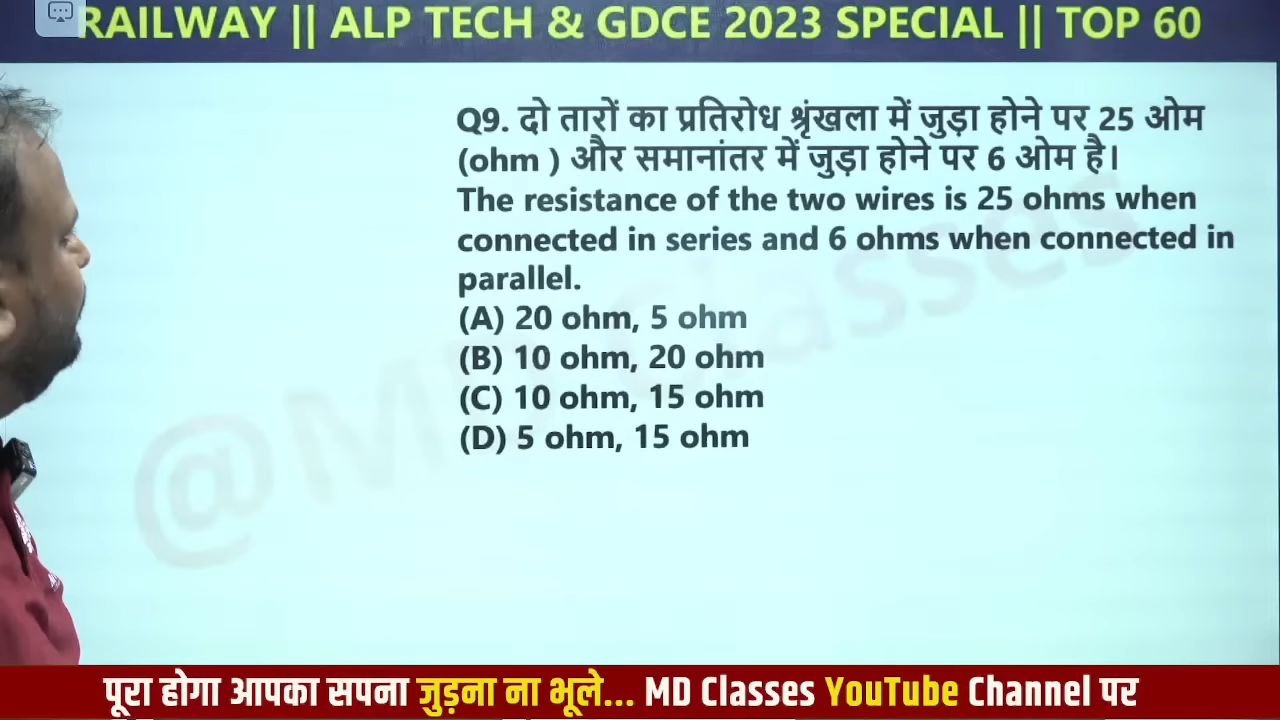 RAILWAY || ALP TECH & GDCE 2023 SPECIAL || TOP 60
Q9. दो तारों का प्रतिरोध श्रृंखला में जुड़ा होने पर 25 ओम
(ohm ) और समानांतर में जुड़ा होने पर 6 ओम है।
The resistance of the two wires is 25 ohms when
connected in series and 6 ohms when connected in
parallel.
(A) 20 ohm, 5 ohm
(B) 10 ohm, 20 ohm
(C) 10 ohm, 15 ohm
(D) 5 ohm, 15 ohm
@MD Classes
पूरा होगा आपका सपना जुड़ना ना भूले... MD Classes YouTube Channel पर